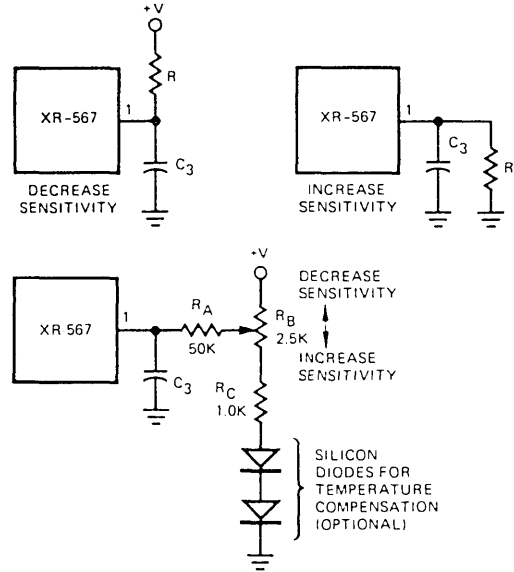 +V
R
XR-567
1
C3
DECREASE
SENSITIVITY
XR-567
1
C3
R
INCREASE
SENSITIVITY
+V
DECREASE
SENSITIVITY
XR 567
1
RA
50K
RB
2.5K
INCREASE
SENSITIVITY
C3
RC
1.0K
SILICON
DIODES FOR
TEMPERATURE
COMPENSATION
(OPTIONAL)